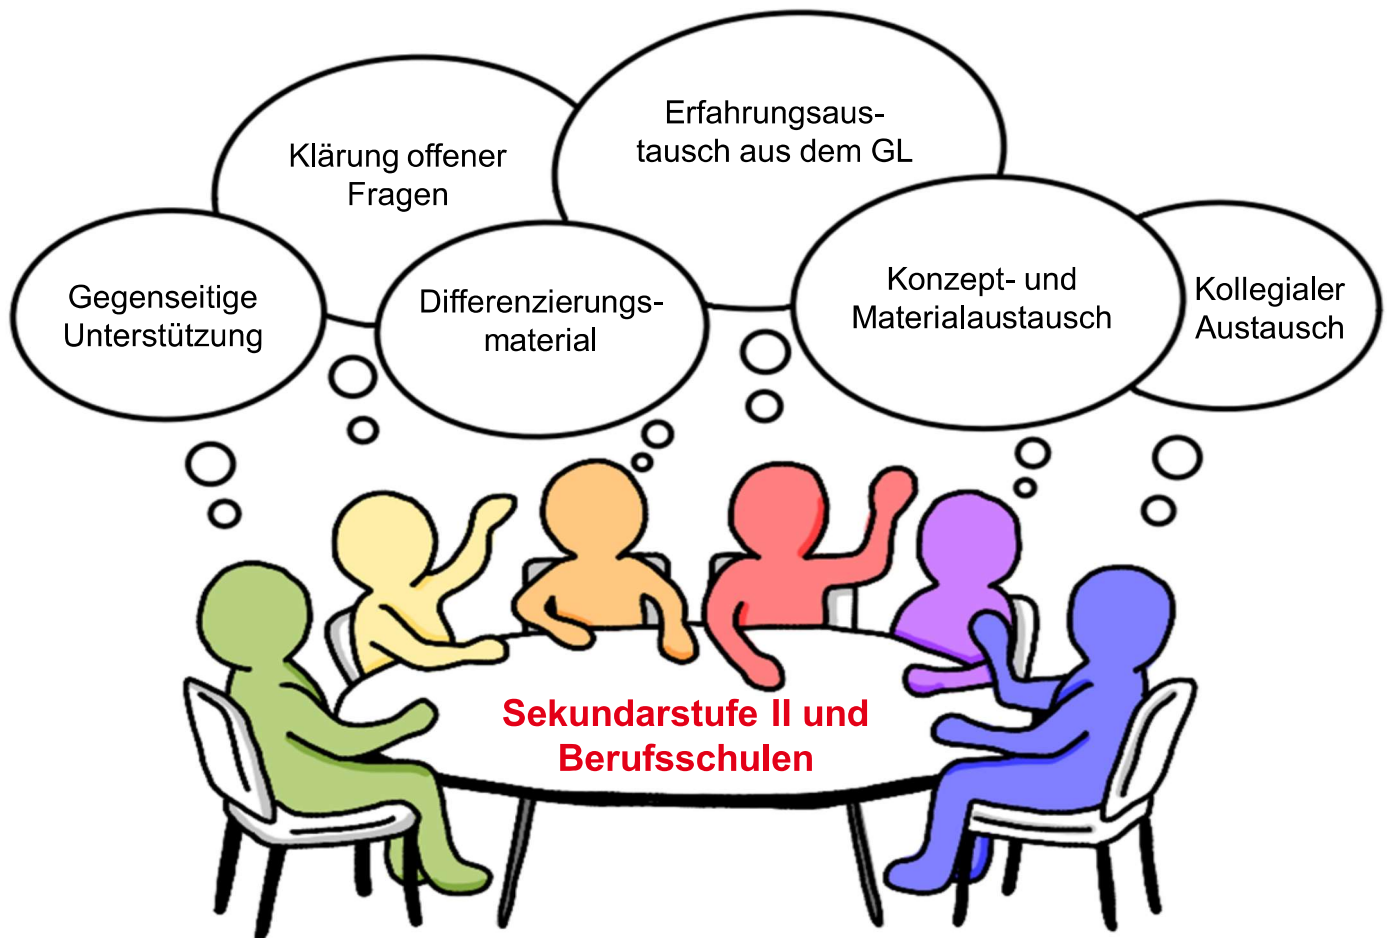 Erfahrungsaus-
tausch aus dem GL
Klärung offener
Fragen
Gegenseitige
Unterstützung
Differenzierungs-
material
Konzept- und
Materialaustausch
Kollegialer
Austausch
Sekundarstufe II und
Berufsschulen